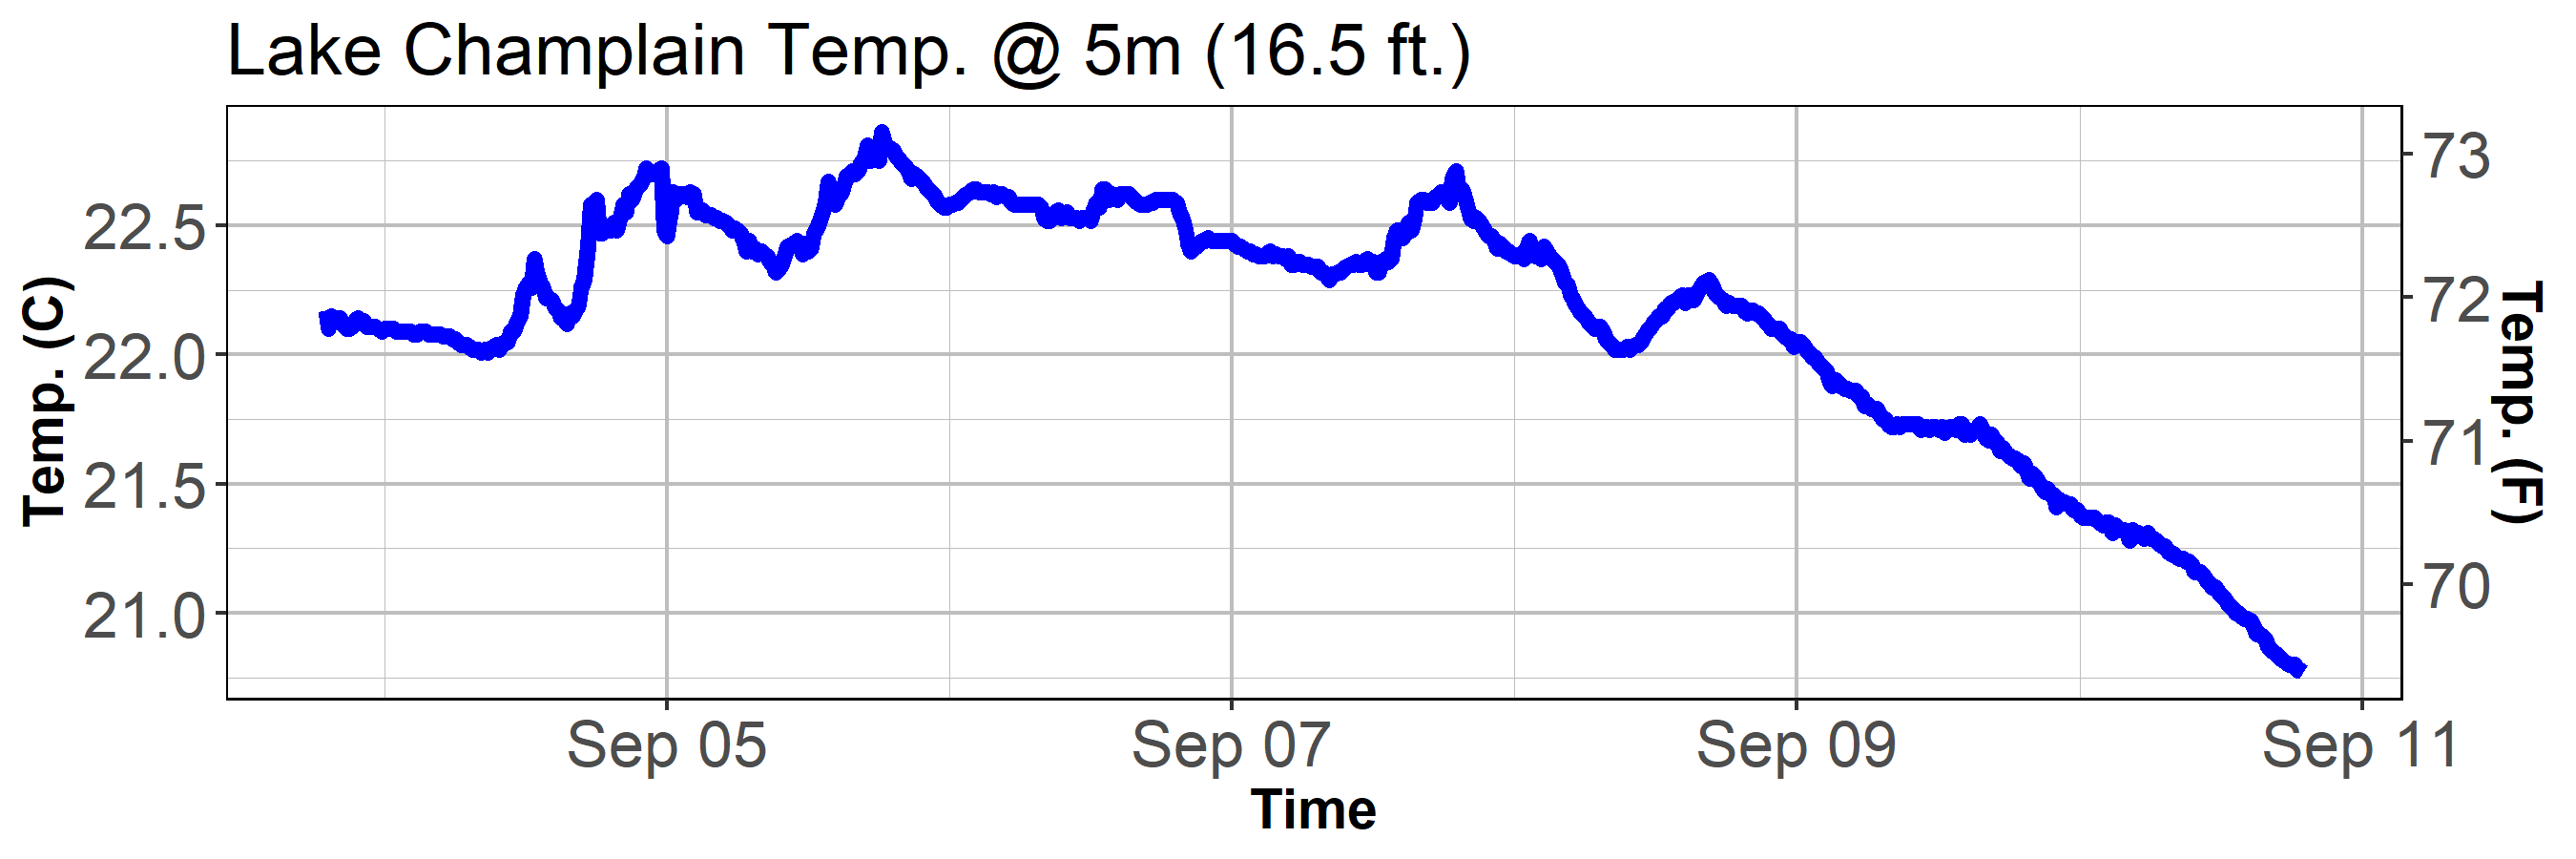 Lake Champlain Temp. @ 5m (16.5 ft.)
Temp. (C)
22.5
22.0
21.5
21.0
73
72
71
70
Temp. (F)
Sep 05 Sep 07 Sep 09 Sep 11
Time